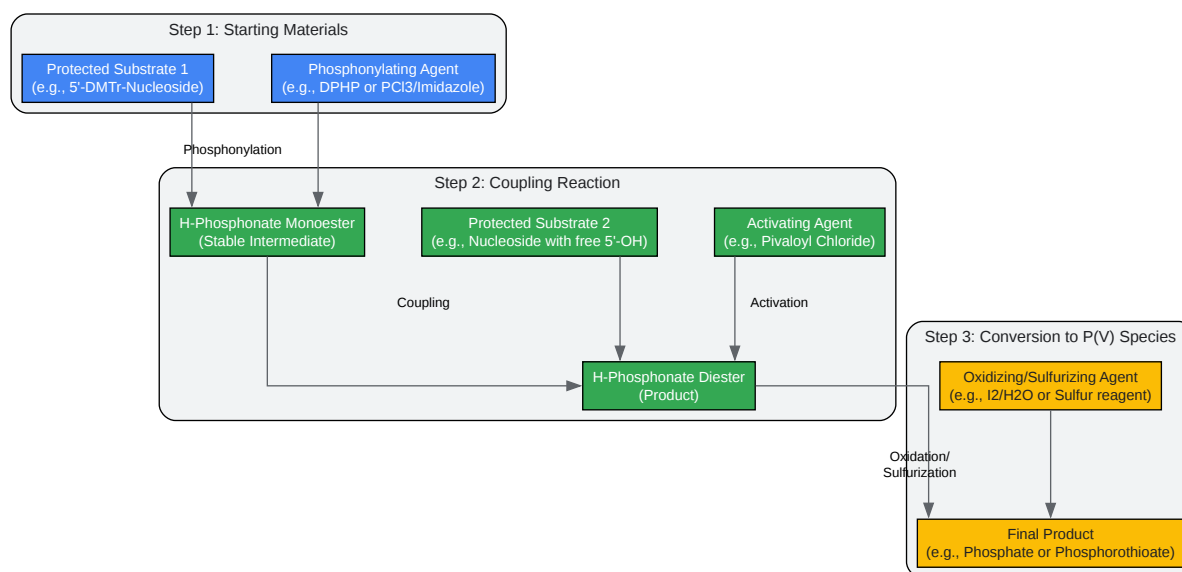 Step 1: Starting Materials
Protected Substrate 1
(e.g., 5'-DMTr-Nucleoside)
Phosphonylating Agent
(e.g., DPHP or PCl3/Imidazole)
Phosphonylation
Step 2: Coupling Reaction
H-Phosphonate Monoester
(Stable Intermediate)
Protected Substrate 2
(e.g., Nucleoside with free 5'-OH)
Activating Agent
(e.g., Pivaloyl Chloride)
Coupling
Activation
H-Phosphonate Diester
(Product)
Step 3: Conversion to P(V) Species
Oxidizing/Sulfurizing Agent
(e.g., I2/H2O or Sulfur reagent)
Oxidation/
Sulfurization
Final Product
(e.g., Phosphate or Phosphorothioate)